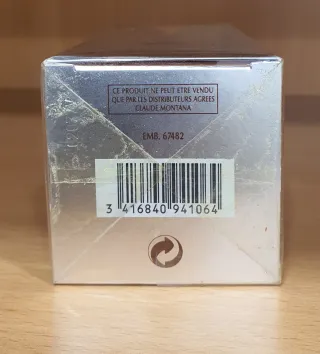 CE PRODUIT NE PEUT ETRE VENDU
QUE PAR LES DISTRIBUTEURS AGREES
CLAUDE MONTANA
EMB. 67482
3 416840 941064